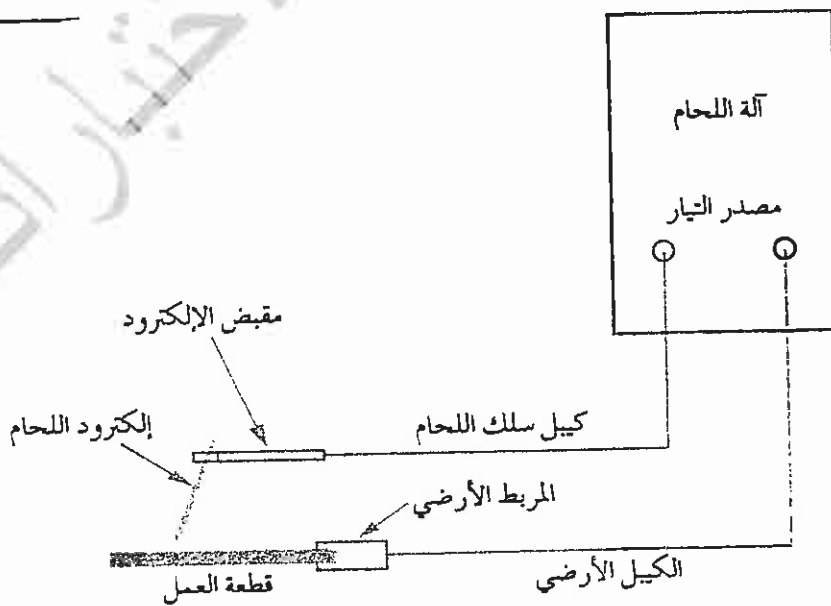 آلة اللحام
مصدر التيار
مقبض الإلكترود
إلكترود اللحام
كيبل سلك اللحام
المربط الأرضي
الكيبل الأرضي
قطعة العمل